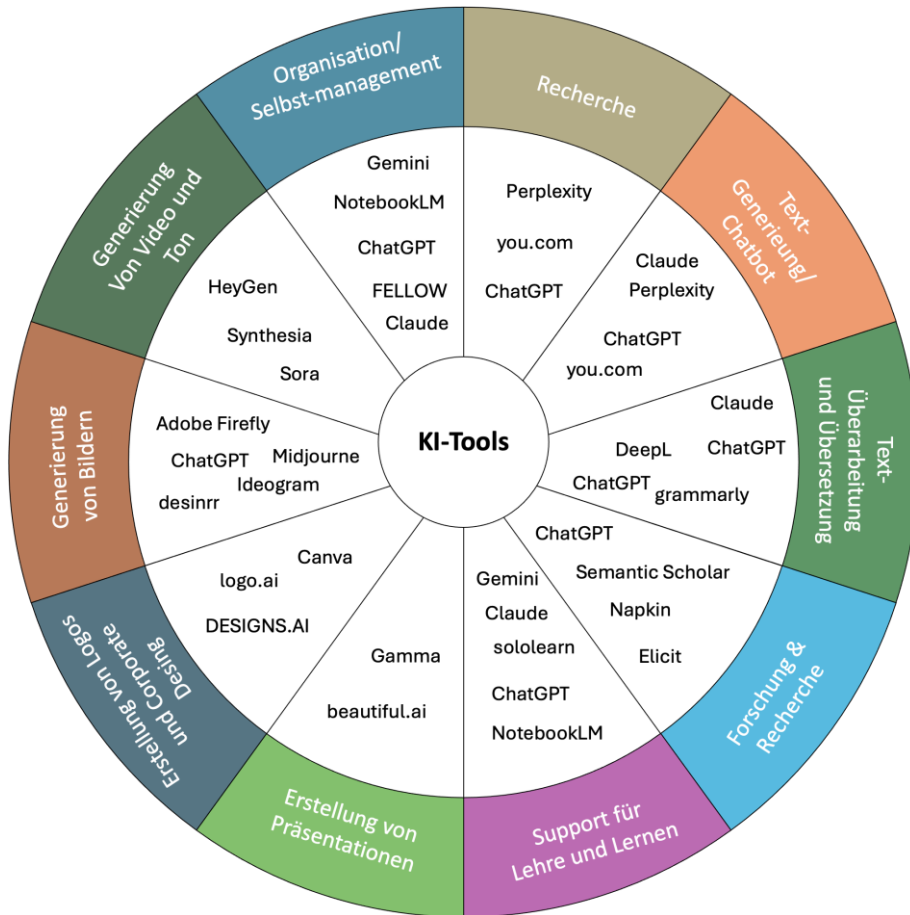 Organisation/
Selbst-management
Gemini
NotebookLM
ChatGPT
FELLOW
Claude
Recherche
Perplexity
you.com
ChatGPT
Text-
Generieung/
Chatbot
Claude
Perplexity
ChatGPT
you.com
Text-
Überarbeitung
und Übersetzung
Claude
DeepL
ChatGPT
ChatGPT
grammarly
Forschung &
Recherche
ChatGPT
Semantic Scholar
Napkin
Elicit
Support für
Lehre und Lernen
Gemini
Claude
sololearn
ChatGPT
NotebookLM
Erstellung von
Präsentationen
Gamma
beautiful.ai
Erstellung von Logos
und Corporate
Desing
Canva
logo.ai
DESIGNS.AI
Generierung
von Bildern
Adobe Firefly
ChatGPT
Midjourne
Ideogram
desinrr
Generierung
Von Video und
Ton
HeyGen
Synthesia
Sora
KI-Tools